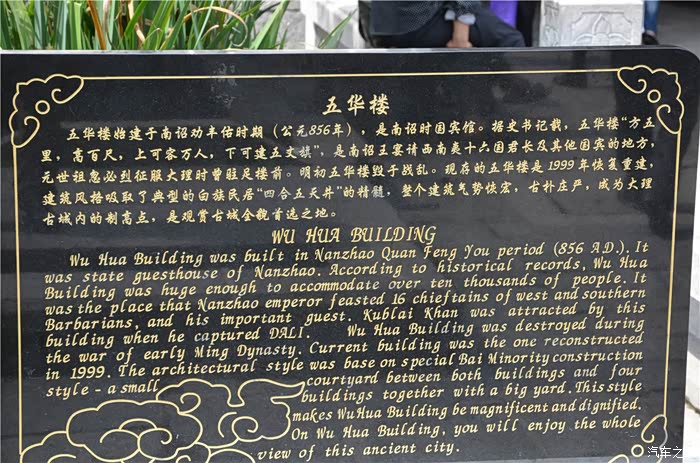 五华楼
五华楼始建于南诏劝丰佑时期（公元856年），是南诏时国宾馆。据史书记载，五华楼“方五
里，高百尺，上可容万人，下可建五丈旗”，是南诏王宴请西南夷十六国君长及其他国宾的地方，
元世祖忽必烈征服大理时曾驻足楼前。明初五华楼毁于战乱。现存的五华楼是1999年恢复重建，
建筑风格吸取了典型的白族民居“四合五天井”的精髓，整个建筑气势恢宏，古朴庄严，成为大理
古城内的制高点，是观赏古城全貌首选之地。
WU HUA BUILDING
Wu Hua Building was built in Nanzhao Quan Feng You period (856 A.D.). It
was state guesthouse of Nanzhao. According to historical records, Wu Hua
Building was huge enough to accommodate over ten thousands of people. It
was the place that Nanzhao emperor feasted 16 chieftains of west and southern
Barbarians, and his important guest. Kublai Khan was attracted by this
building when he captured DALI. Wu Hua Building was destroyed during
the war of early Ming Dynasty. Current building was the one reconstructed
in 1999. The architectural style was base on special Bai Minority construction
style - a small courtyard between both buildings and four
buildings together with a big yard. This style
makes Wu Hua Building be magnificent and dignified.
On Wu Hua Building, you will enjoy the whole
view of this ancient city.
汽车之